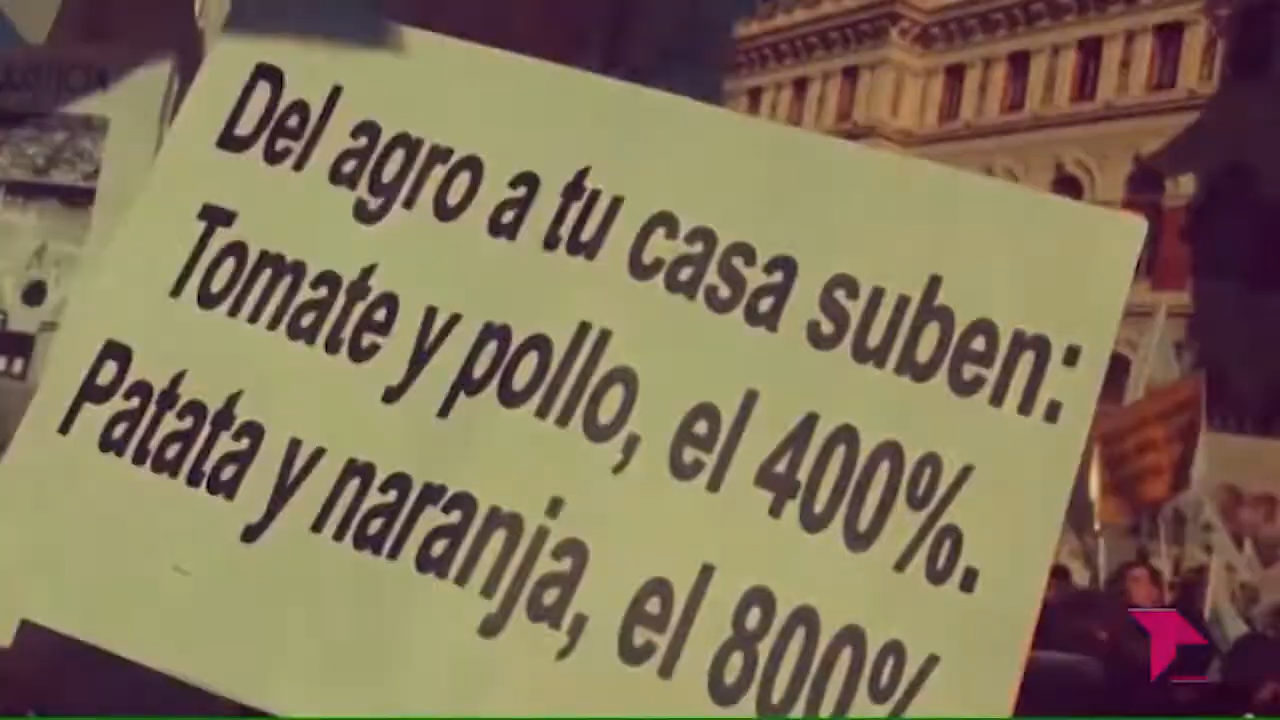 Del agro a tu casa suben:
Tomate y pollo, el 400%.
Patata y naranja, el 800%